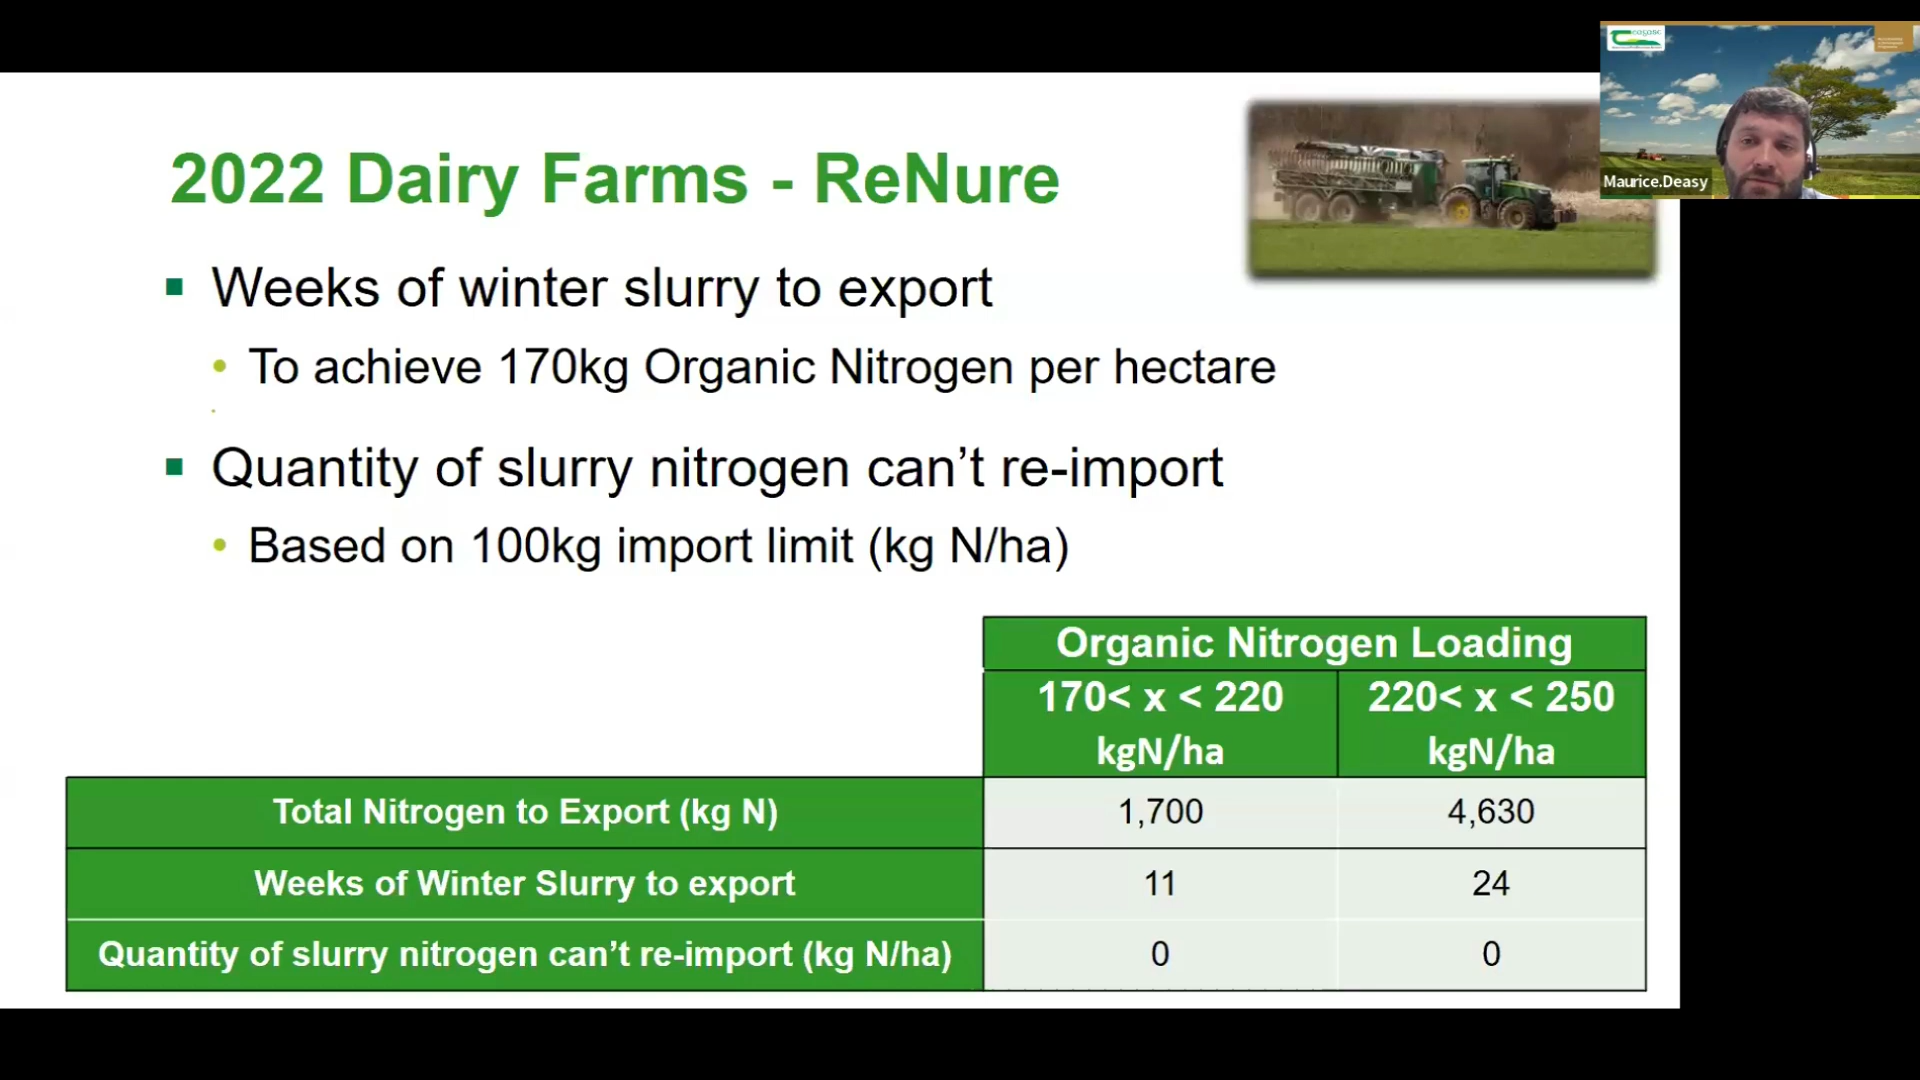 2022 Dairy Farms - ReNure
Weeks of winter slurry to export
To achieve 170kg Organic Nitrogen per hectare
Quantity of slurry nitrogen can’t re-import
Based on 100kg import limit (kg N/ha)
Organic Nitrogen Loading
170< x < 220 kgN/ha
220< x < 250 kgN/ha
Total Nitrogen to Export (kg N) 1,700 4,630
Weeks of Winter Slurry to export 11 24
Quantity of slurry nitrogen can’t re-import (kg N/ha) 0 0
Maurice.Deasy